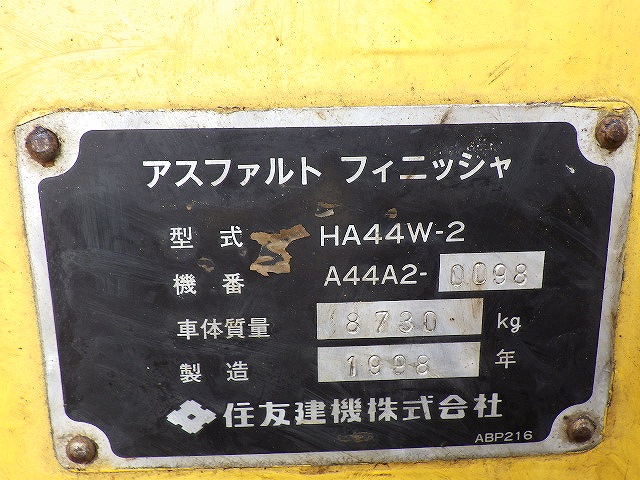 アスファルト フィニッシャ
型式 HA44W-2
機番 A44A2-0098
車体質量 8730 kg
製造 1998 年
住友建機株式会社
ABP216